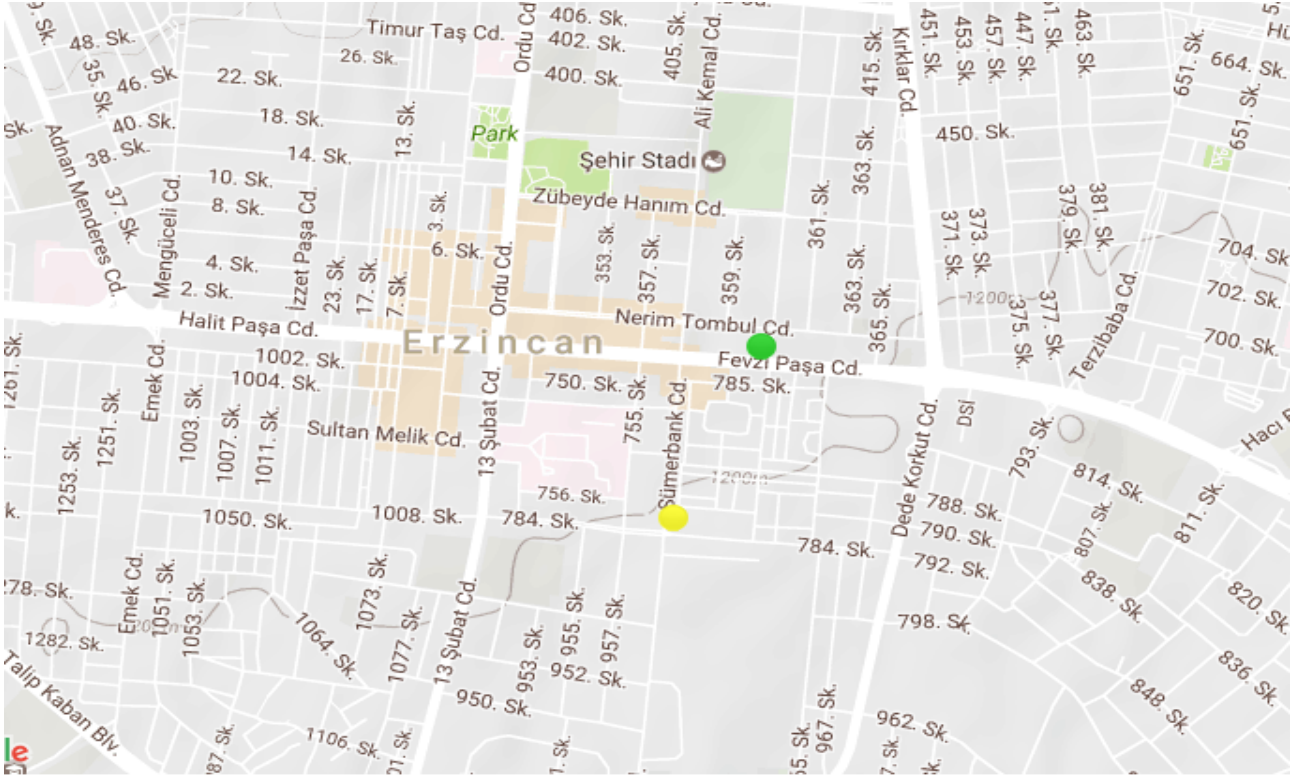 48. Sk.
35. Sk.
46. Sk.
40. Sk.
38. Sk.
37. Sk.
Sk.
Adnan Menderes Cd.
Timur Taş Cd.
26. Sk.
22. Sk.
18. Sk.
13. Sk.
14. Sk.
10. Sk.
8. Sk.
4. Sk.
2. Sk.
Mengüceli Cd.
İzzet Paşa Cd.
23. Sk.
17. Sk.
7. Sk.
3. Sk.
6. Sk.
Ordu Cd.
Park
Ordu Cd.
406. Sk.
402. Sk.
400. Sk.
405. Sk.
Ali Kemal Cd.
Şehir Stadı
Zübeyde Hanım Cd.
353. Sk.
357. Sk.
359. Sk.
361. Sk.
363. Sk.
363. Sk.
365. Sk.
415. Sk.
Kırklar Cd.
451. Sk.
453. Sk.
457. Sk.
447. Sk.
463. Sk.
450. Sk.
371. Sk.
373. Sk.
379. Sk.
381. Sk.
375. Sk.
377. Sk.
1200m
651. Sk.
651. Sk.
664. Sk.
704. Sk.
702. Sk.
700. Sk.
Terzibaba Cd.
Nerim Tombul Cd.
Halit Paşa Cd.
Erzincan
Fevzi Paşa Cd.
1002. Sk.
1004. Sk.
750. Sk.
785. Sk.
1261. Sk.
Emek Cd.
1251. Sk.
1253. Sk.
1003. Sk.
1007. Sk.
1011. Sk.
Sultan Melik Cd.
13 Şubat Cd.
755. Sk.
Sümerbank Cd.
1200m
756. Sk.
784. Sk.
1050. Sk.
1008. Sk.
784. Sk.
Dede Korkut Cd.
DSİ
793. Sk.
814. Sk.
811. Sk.
807. Sk.
788. Sk.
790. Sk.
792. Sk.
798. Sk.
838. Sk.
820. Sk.
836. Sk.
848. Sk.
962. Sk.
967. Sk.
Emek Cd.
1051. Sk.
1053. Sk.
1073. Sk.
1077. Sk.
1064. Sk.
13 Şubat Cd.
953. Sk.
955. Sk.
957. Sk.
952. Sk.
950. Sk.
1106. Sk.
1282. Sk.
Talip Kaban Blv.
le